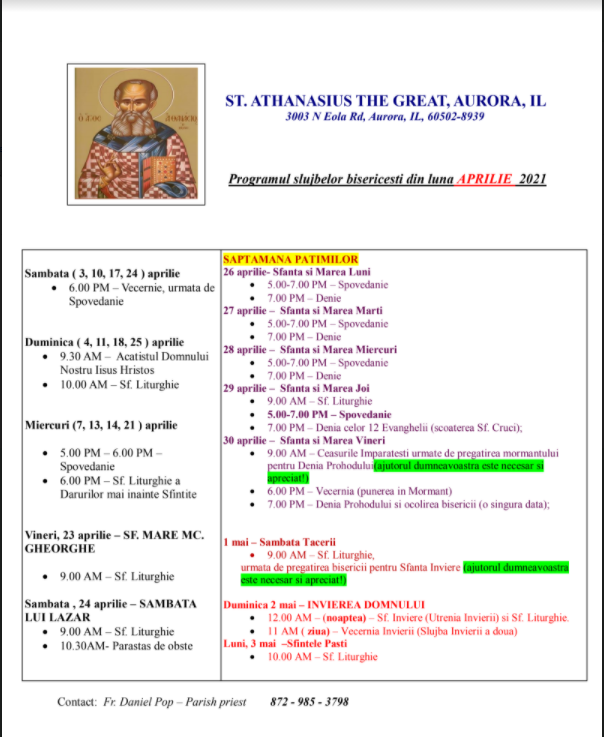 ST. ATHANASIUS THE GREAT, AURORA, IL
3003 N Eola Rd, Aurora, IL, 60502-8939
Programul slujbelor bisericesti din luna APRILIE 2021
Sambata ( 3, 10, 17, 24 ) aprilie
• 6.00 PM – Vecernie, urmata de
Spovedanie
Duminica ( 4, 11, 18, 25 ) aprilie
• 9.30 AM – Acatistul Domnului
Nostru Iisus Hristos
• 10.00 AM – Sf. Liturghie
Miercuri (7, 13, 14, 21 ) aprilie
• 5.00 PM – 6.00 PM –
Spovedanie
• 6.00 PM – Sf. Liturghie a
Darurilor mai inainte Sfintite
Vineri, 23 aprilie – SF. MARE MC.
GHEORGHE
• 9.00 AM – Sf. Liturghie
Sambata , 24 aprilie – SAMBATA
LUI LAZAR
• 9.00 AM – Sf. Liturghie
• 10.30AM- Parastas de obste
SAPTAMANA PATIMILOR
26 aprilie- Sfanta si Marea Luni
• 5.00-7.00 PM – Spovedanie
• 7.00 PM – Denie
27 aprilie – Sfanta si Marea Marti
• 5.00-7.00 PM – Spovedanie
• 7.00 PM – Denie
28 aprilie – Sfanta si Marea Miercuri
• 5.00-7.00 PM – Spovedanie
• 7.00 PM – Denie
29 aprilie – Sfanta si Marea Joi
• 9.00 AM – Sf. Liturghie
• 5.00-7.00 PM – Spovedanie
• 7.00 PM – Denia celor 12 Evanghelii (scoaterea Sf. Cruci);
30 aprilie – Sfanta si Marea Vineri
• 9.00 AM – Ceasurile Imparatesti urmate de pregatirea mormantului
pentru Denia Prohodului(ajutorul dumneavoastra este necesar si
apreciat!)
• 6.00 PM – Vecernia (punerea in Mormant)
• 7.00 PM – Denia Prohodului si ocolirea bisericii (o singura data);
1 mai – Sambata Tacerii
• 9.00 AM – Sf. Liturghie,
urmata de pregatirea bisericii pentru Sfanta Inviere (ajutorul dumneavoastra
este necesar si apreciat!)
Duminica 2 mai – INVIEREA DOMNULUI
• 12.00 AM – (noaptea) – Sf. Inviere (Utrenia Invierii) si Sf. Liturghie.
• 11 AM ( ziua) – Vecernia Invierii (Slujba Invierii a doua)
Luni, 3 mai –Sfintele Pasti
• 10.00 AM – Sf. Liturghie
Contact: Fr. Daniel Pop – Parish priest 872 - 985 - 3798